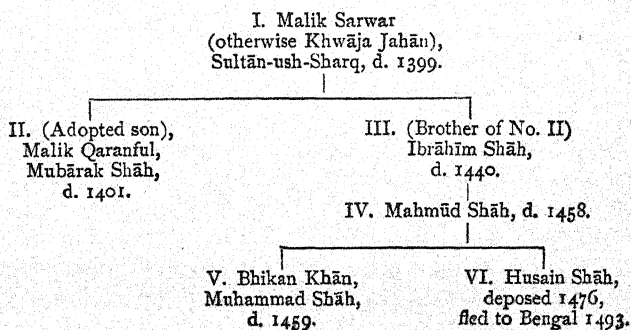 I. Malik Sarwar
(otherwise Khwāja Jahān),
Sultān-ush-Sharq, d. 1399.
II. (Adopted son),
Malik Qaranful,
Mubārak Shāh,
d. 1401.
III. (Brother of No. II)
Ibrāhīm Shāh,
d. 1440.
IV. Mahmūd Shāh, d. 1458.
V. Bhikan Khān,
Muhammad Shāh,
d. 1459.
VI. Husain Shāh,
deposed 1476,
fled to Bengal 1493.